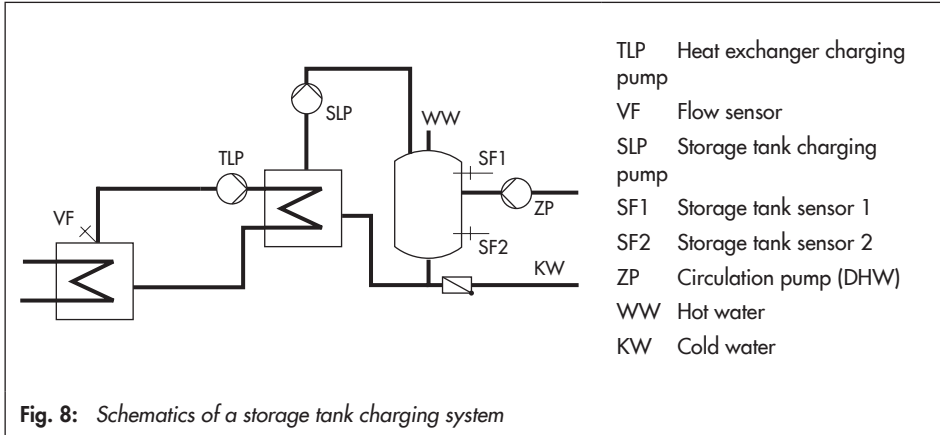 TLP Heat exchanger charging
pump
VF Flow sensor
SLP Storage tank charging
pump
SF1 Storage tank sensor 1
SF2 Storage tank sensor 2
ZP Circulation pump (DHW)
WW Hot water
KW Cold water
SLP
WW
TLP
SF1
ZP
VF
SF2
KW
Fig. 8: Schematics of a storage tank charging system